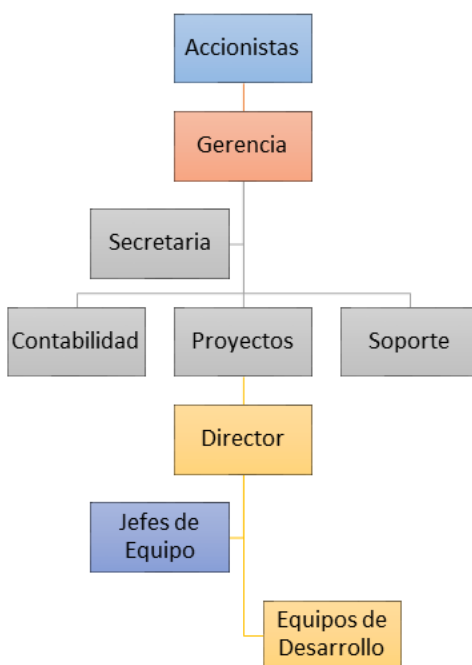 Accionistas
Gerencia
Secretaria
Contabilidad
Proyectos
Soporte
Director
Jefes de
Equipo
Equipos de
Desarrollo